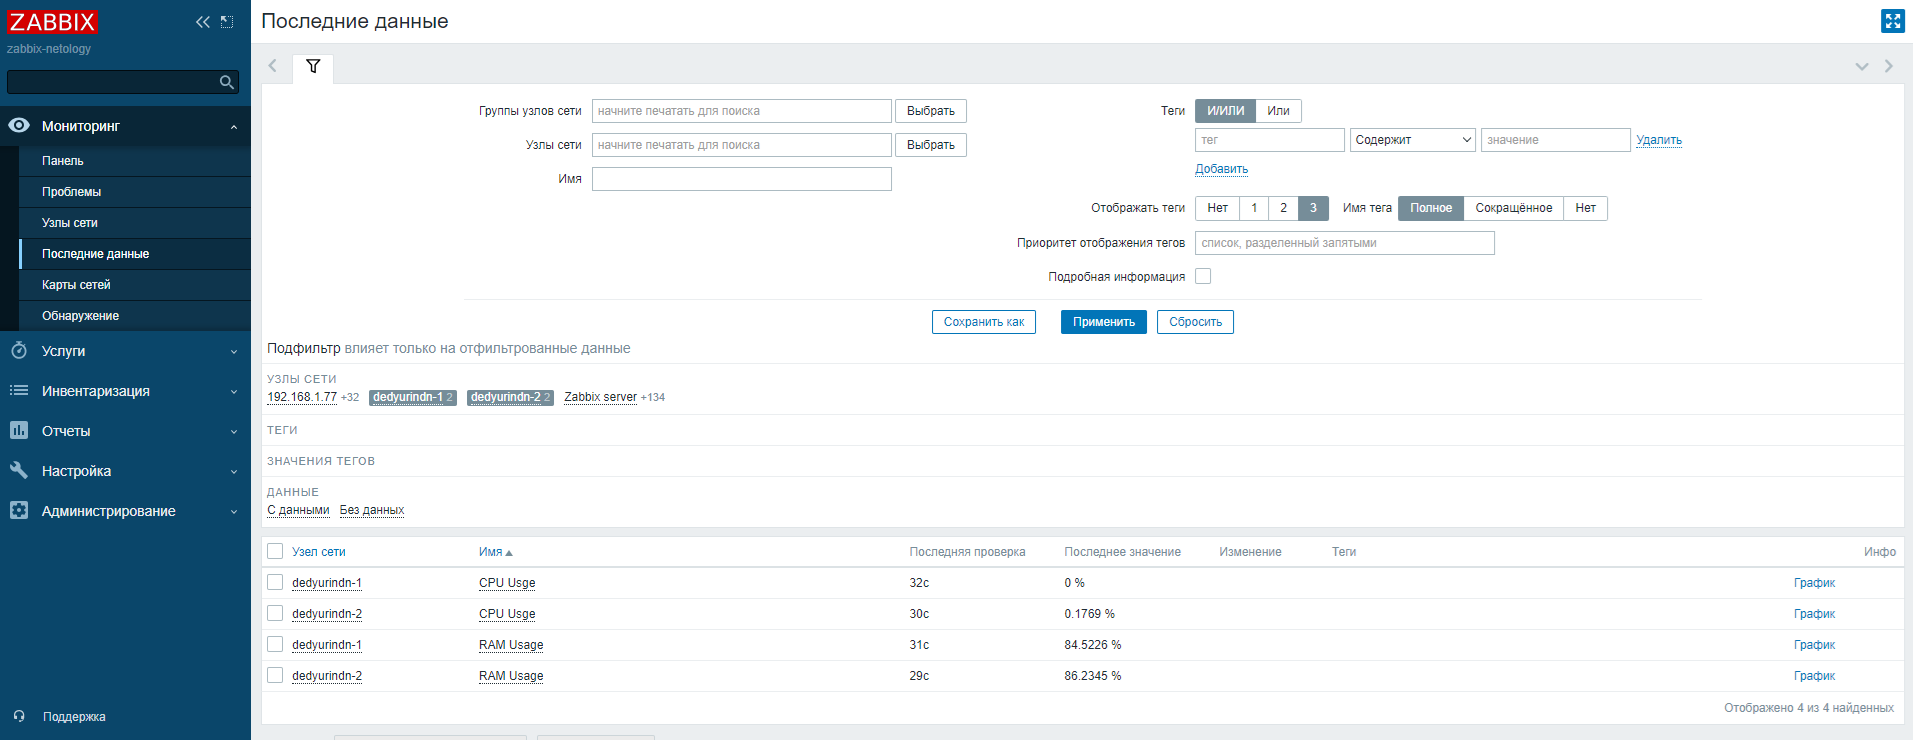 ZABBIX
zabbix-netology
Мониторинг
Панель
Проблемы
Узлы сети
Последние данные
Карты сетей
Обнаружение
Услуги
Инвентаризация
Отчеты
Настройка
Администрирование
Поддержка
Последние данные
Группы узлов сети начните печатать для поиска Выбрать
Узлы сети начните печатать для поиска Выбрать
Имя
Теги И/ИЛИ Или
тег Содержит значение Удалить
Добавить
Отображать теги Нет 1 2 3 Имя тега Полное Сокращённое Нет
Приоритет отображения тегов список, разделенный запятыми
Подробная информация
Сохранить как Применить Сбросить
Подфильтр влияет только на отфильтрованные данные
УЗЛЫ СЕТИ
192.168.1.77 +32 dedyurindn-1 2 dedyurindn-2 2 Zabbix server +134
ТЕГИ
ЗНАЧЕНИЯ ТЕГОВ
ДАННЫЕ
С данными Без данных
Узел сети Имя Последняя проверка Последнее значение Изменение Теги Инфо
dedyurindn-1 CPU Usge 32с 0 % График
dedyurindn-2 CPU Usge 30с 0.1769 % График
dedyurindn-1 RAM Usage 31с 84.5226 % График
dedyurindn-2 RAM Usage 29с 86.2345 % График
Отображено 4 из 4 найденных